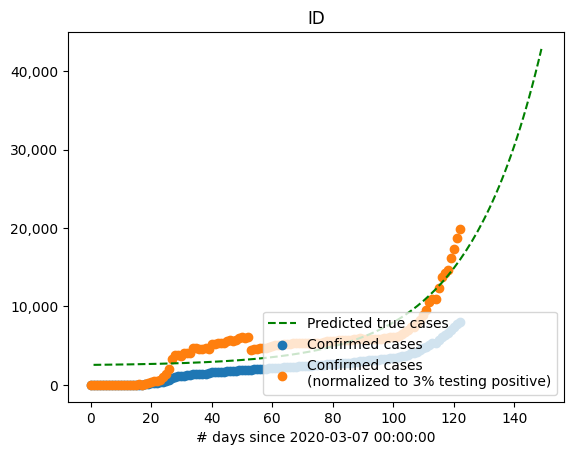 ID
40,000
30,000
20,000
10,000
0
Predicted true cases
Confirmed cases
Confirmed cases
(normalized to 3% testing positive)
0 20 40 60 80 100 120 140
# days since 2020-03-07 00:00:00